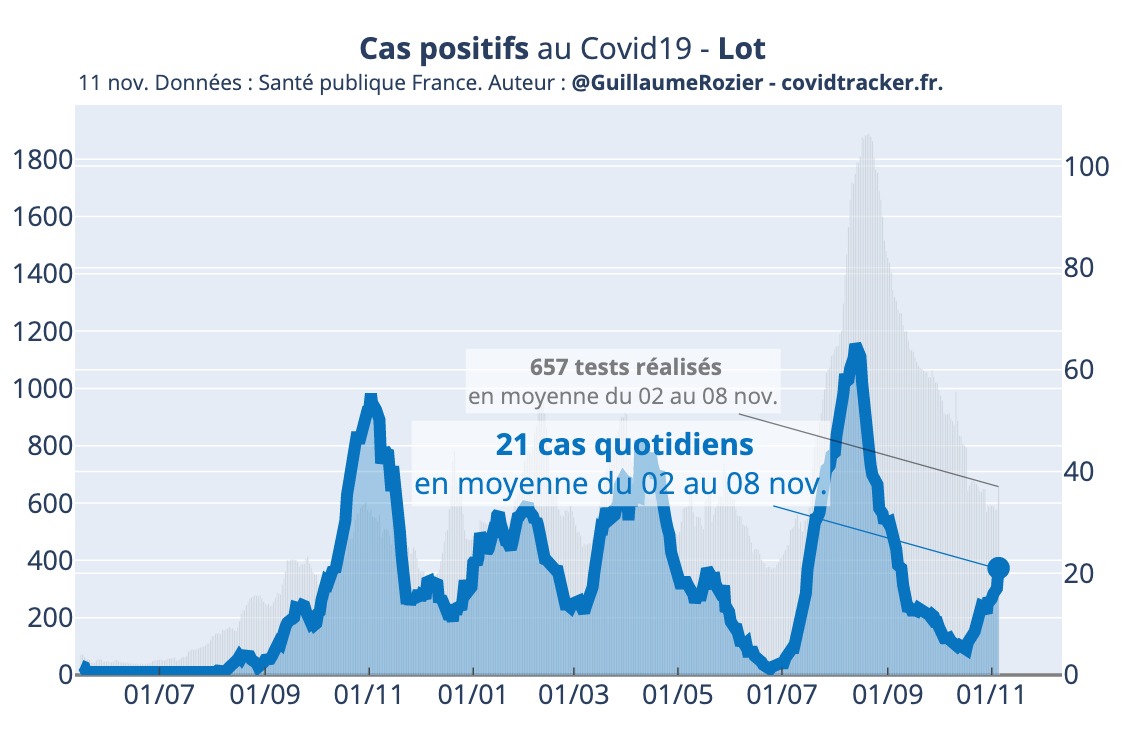 Cas positifs au Covid19 - Lot
11 nov. Données : Santé publique France. Auteur : @GuillaumeRozier - covidtracker.fr.
1800
1600
1400
1200
1000
800
600
400
200
0
100
80
60
40
20
0
657 tests réalisés
en moyenne du 02 au 08 nov.
21 cas quotidiens
en moyenne du 02 au 08 nov.
01/07 01/09 01/11 01/01 01/03 01/05 01/07 01/09 01/11